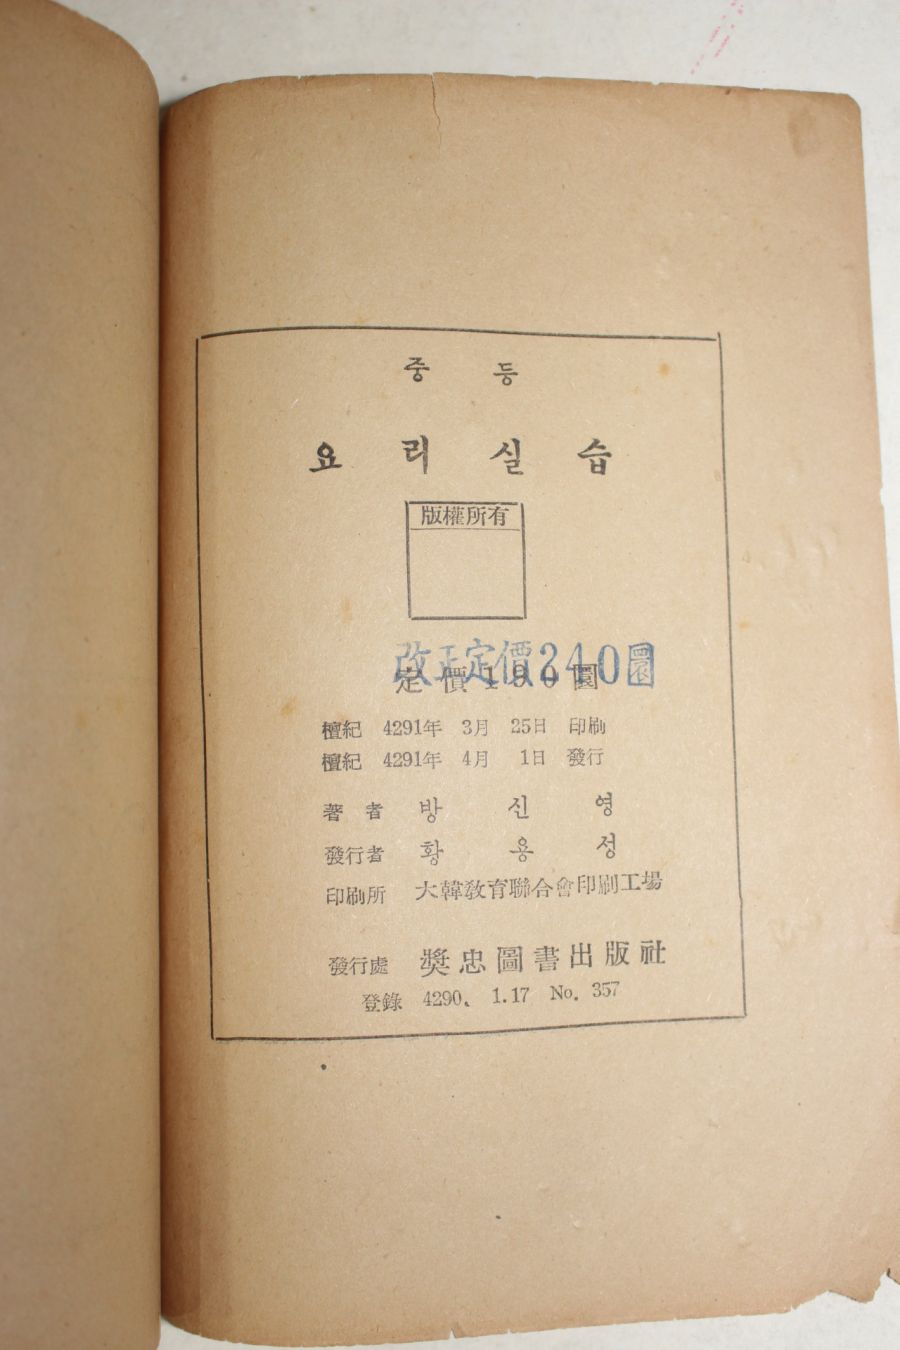 중 등
요 리 실 습
版權所有
改正定價240圓
定價
檀紀 4291年 3月 25日 印刷
檀紀 4291年 4月 1日 發行
著 者 방 신 영
發行者 황 용 성
印刷所 大韓敎育聯合會印刷工場
發行處 奬忠圖書出版社
登錄 4290. 1.17 No. 357